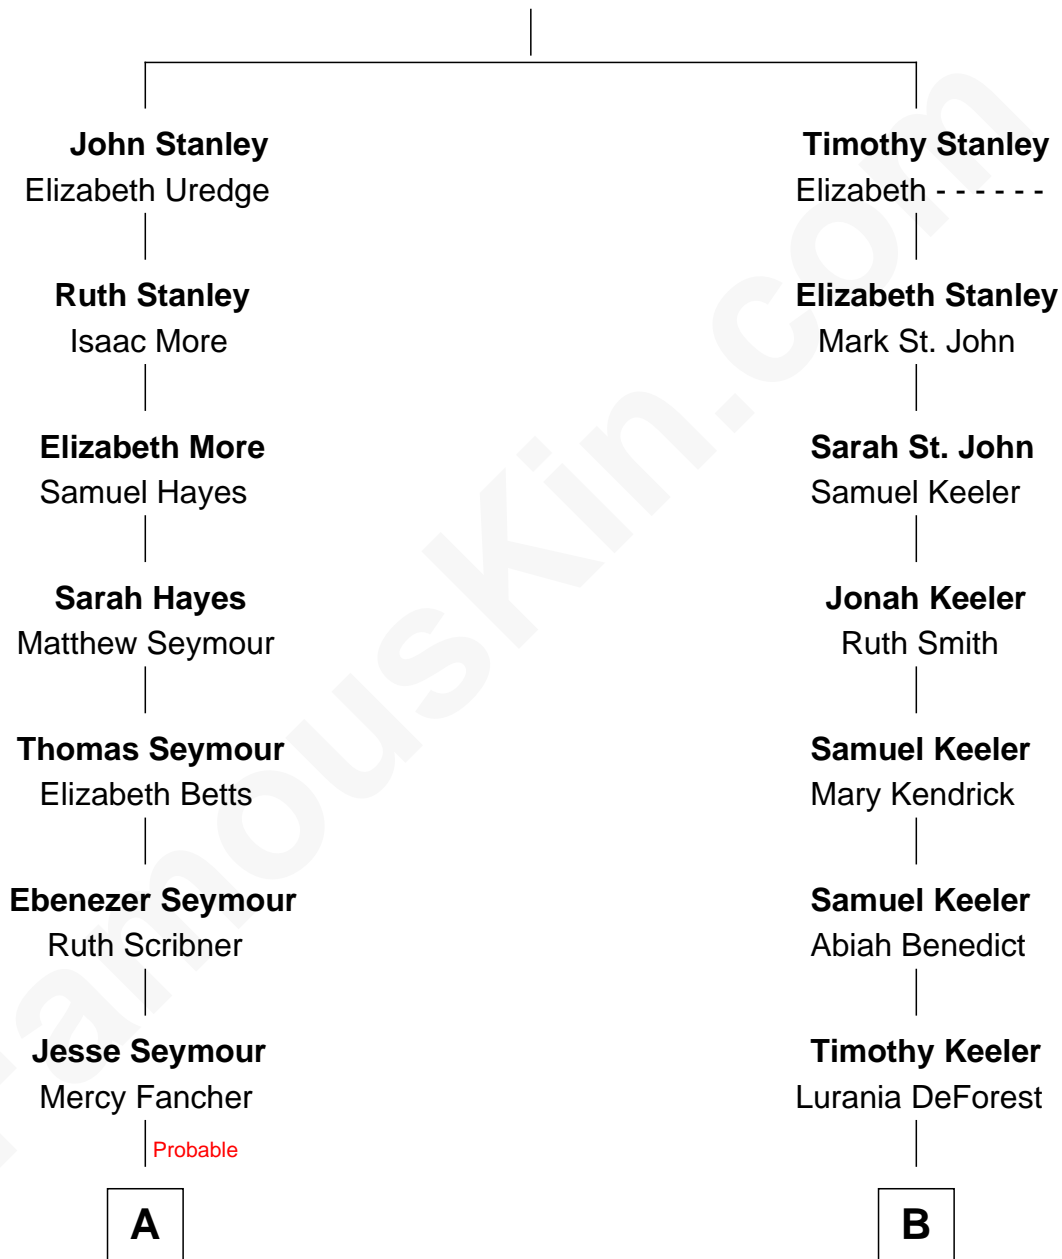 John Stanley
Elizabeth Uredge
Ruth Stanley
Isaac More
Elizabeth More
Samuel Hayes
Sarah Hayes
Matthew Seymour
Thomas Seymour
Elizabeth Betts
Ebenezer Seymour
Ruth Scribner
Jesse Seymour
Mercy Fancher
Probable
A
Timothy Stanley
Elizabeth - - - - - -
Elizabeth Stanley
Mark St. John
Sarah St. John
Samuel Keeler
Jonah Keeler
Ruth Smith
Samuel Keeler
Mary Kendrick
Samuel Keeler
Abiah Benedict
Timothy Keeler
Lurania DeForest
B
FamousKin.com